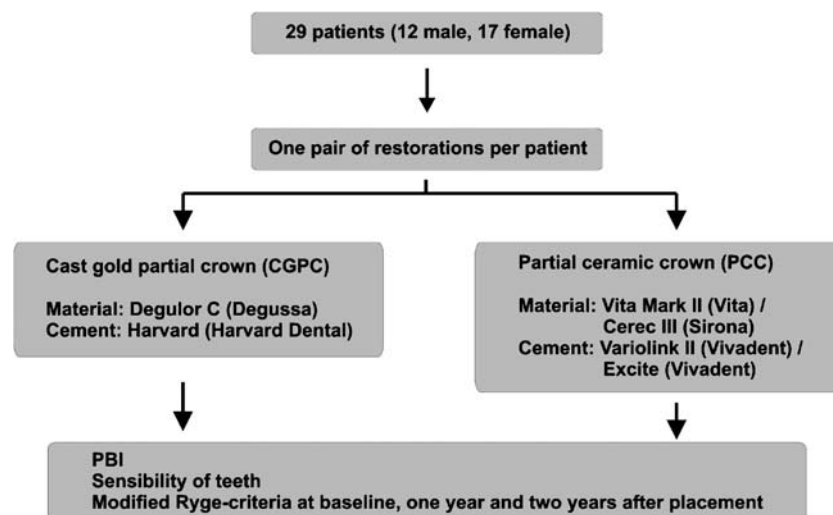 29 patients (12 male, 17 female)
One pair of restorations per patient
Cast gold partial crown (CGPC)
Material: Degulor C (Degussa)
Cement: Harvard (Harvard Dental)
Partial ceramic crown (PCC)
Material: Vita Mark II (Vita) /
Cerec III (Sirona)
Cement: Variolink II (Vivadent) /
Excite (Vivadent)
PBI
Sensibility of teeth
Modified Ryge-criteria at baseline, one year and two years after placement